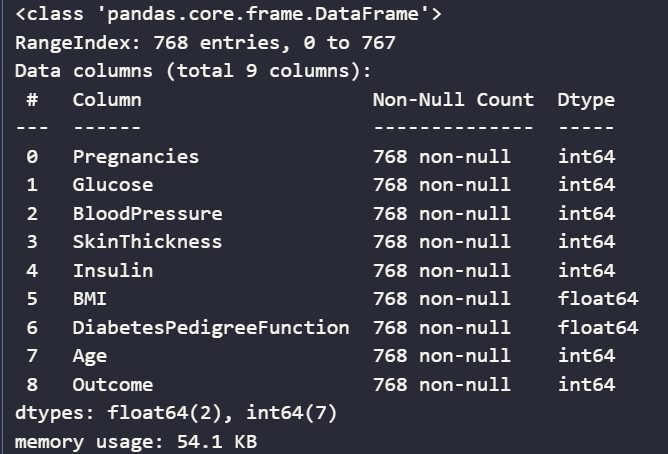 <class 'pandas.core.frame.DataFrame'>
RangeIndex: 768 entries, 0 to 767
Data columns (total 9 columns):
 #   Column                    Non-Null Count  Dtype
---  ------                    --------------  -----
 0   Pregnancies               768 non-null    int64
 1   Glucose                   768 non-null    int64
 2   BloodPressure             768 non-null    int64
 3   SkinThickness             768 non-null    int64
 4   Insulin                   768 non-null    int64
 5   BMI                       768 non-null    float64
 6   DiabetesPedigreeFunction  768 non-null    float64
 7   Age                       768 non-null    int64
 8   Outcome                   768 non-null    int64
dtypes: float64(2), int64(7)
memory usage: 54.1 KB